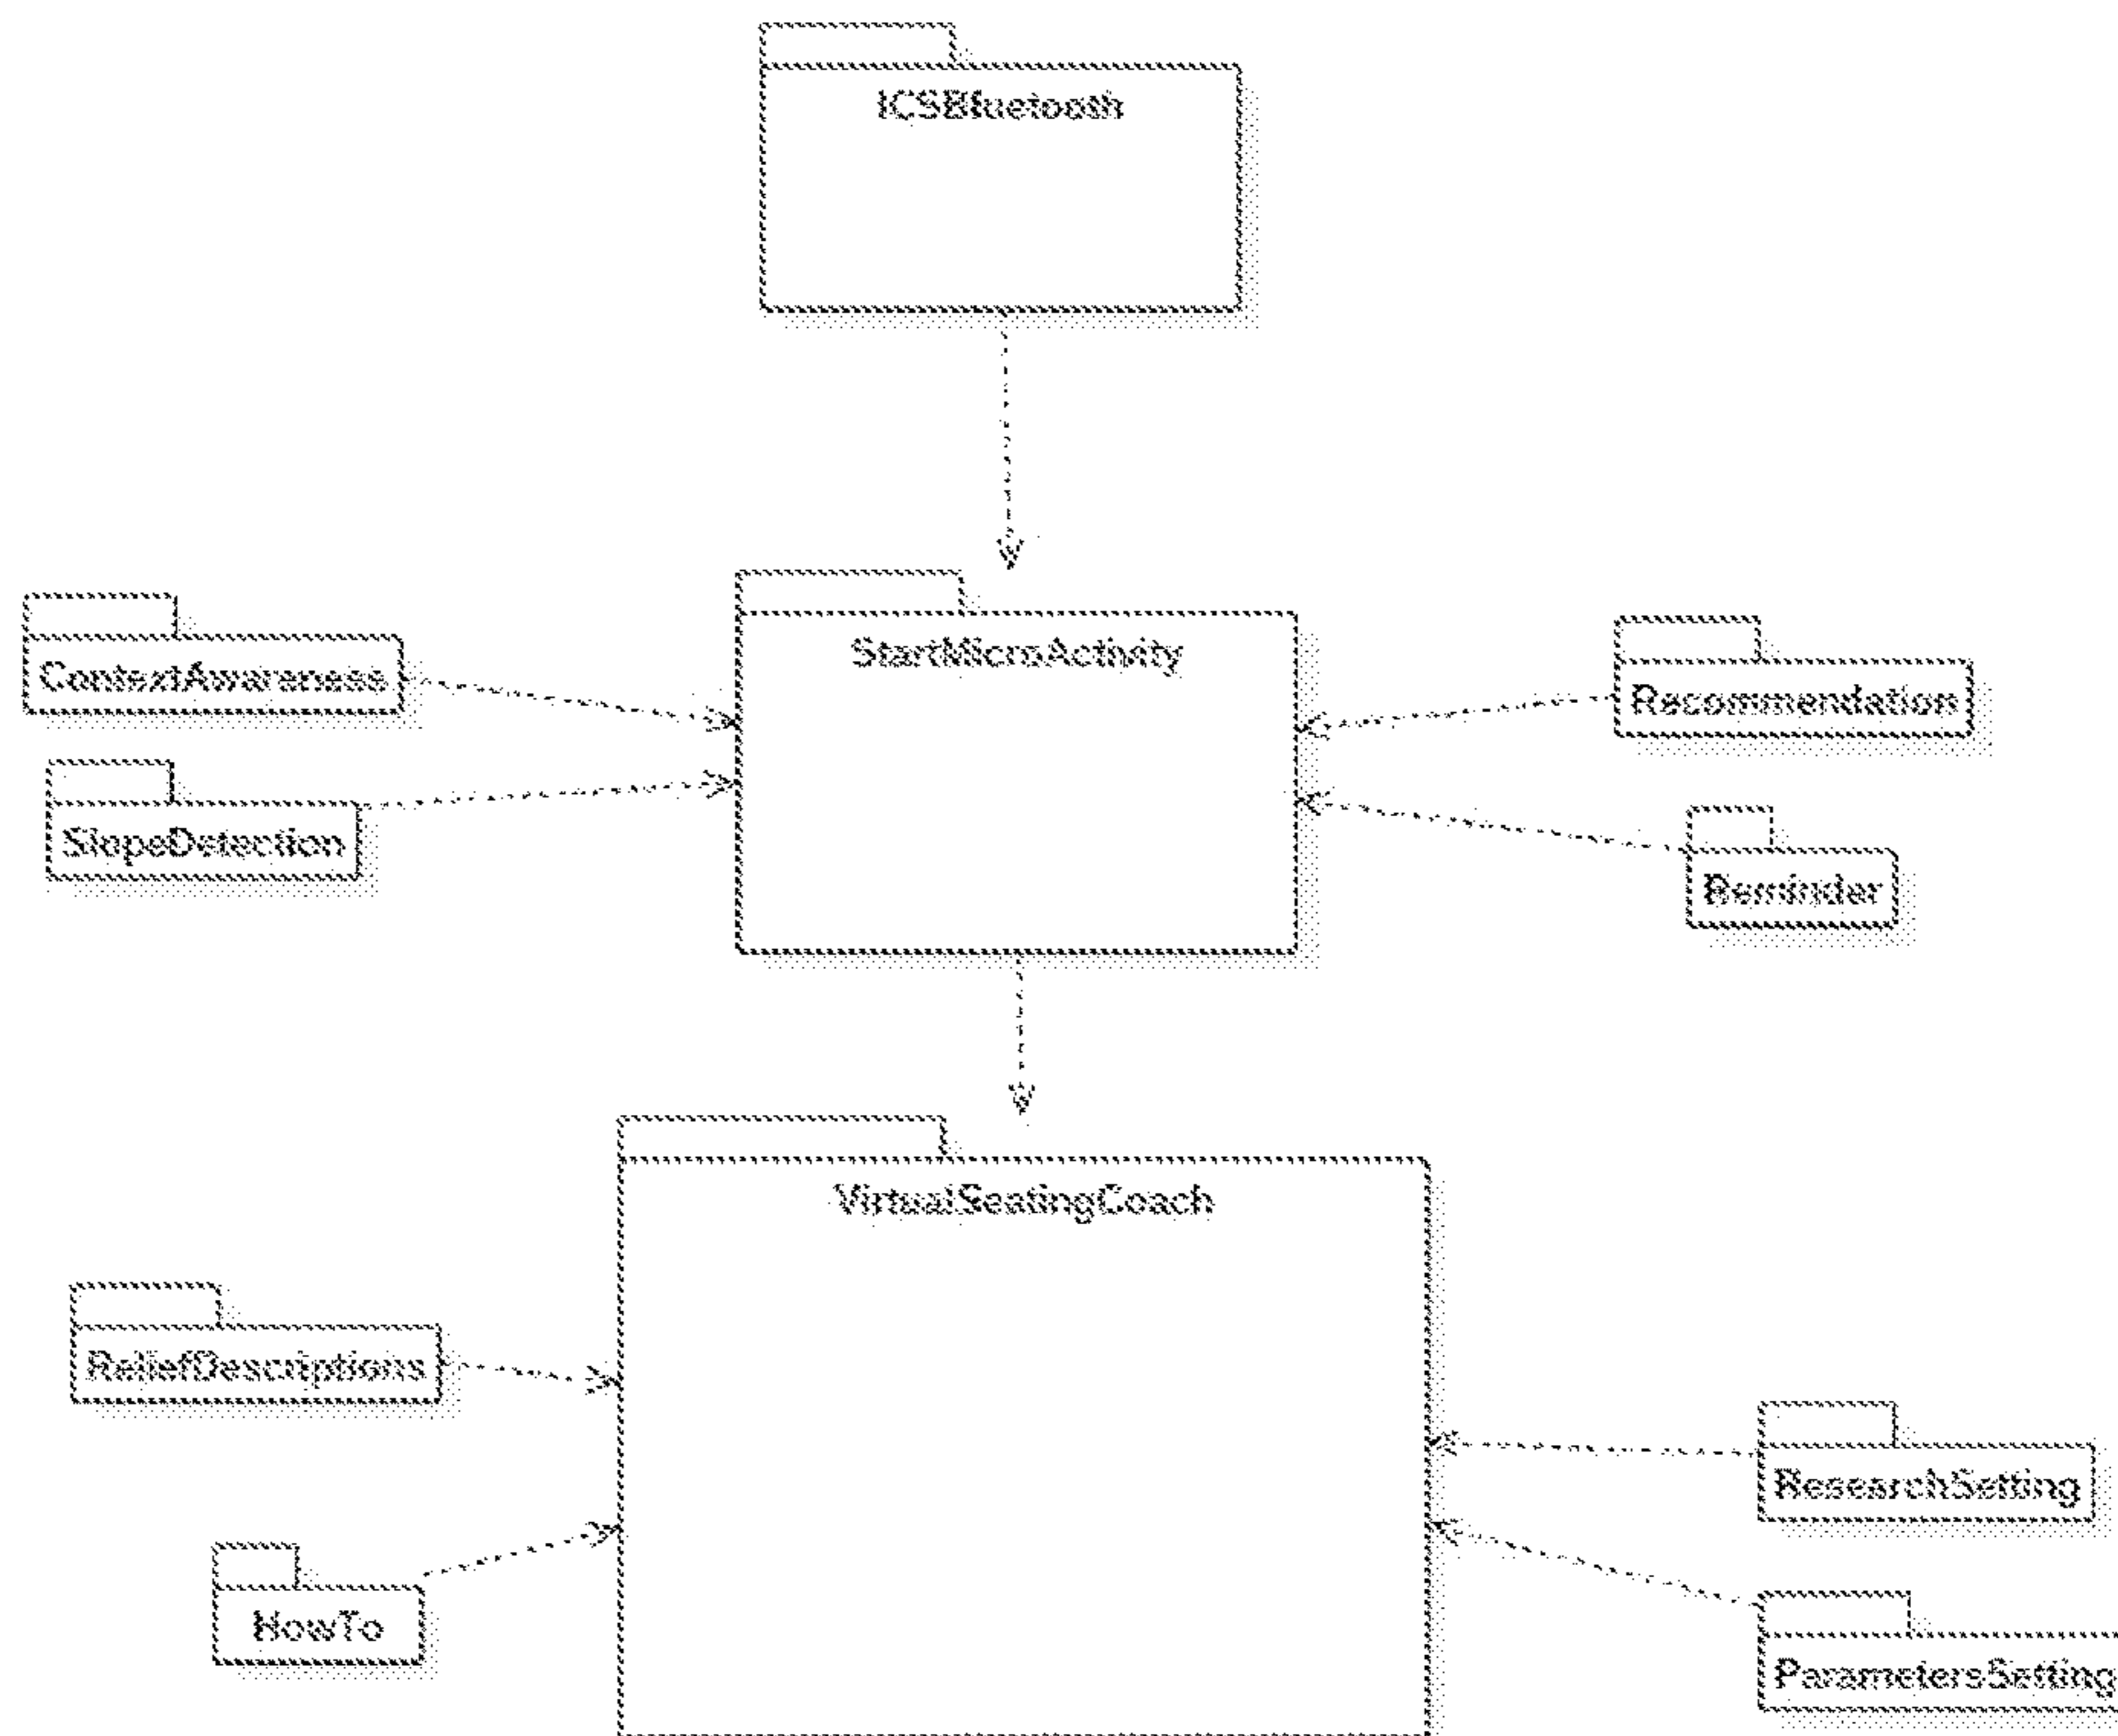 ICSBluetooth
StartMicroActivity
ContextAwareness
Recommendation
SlopeDetection
Reminder
VirtualSeatingCoach
ReliefDescriptions
ResearchSetting
HowTo
ParametersSetting